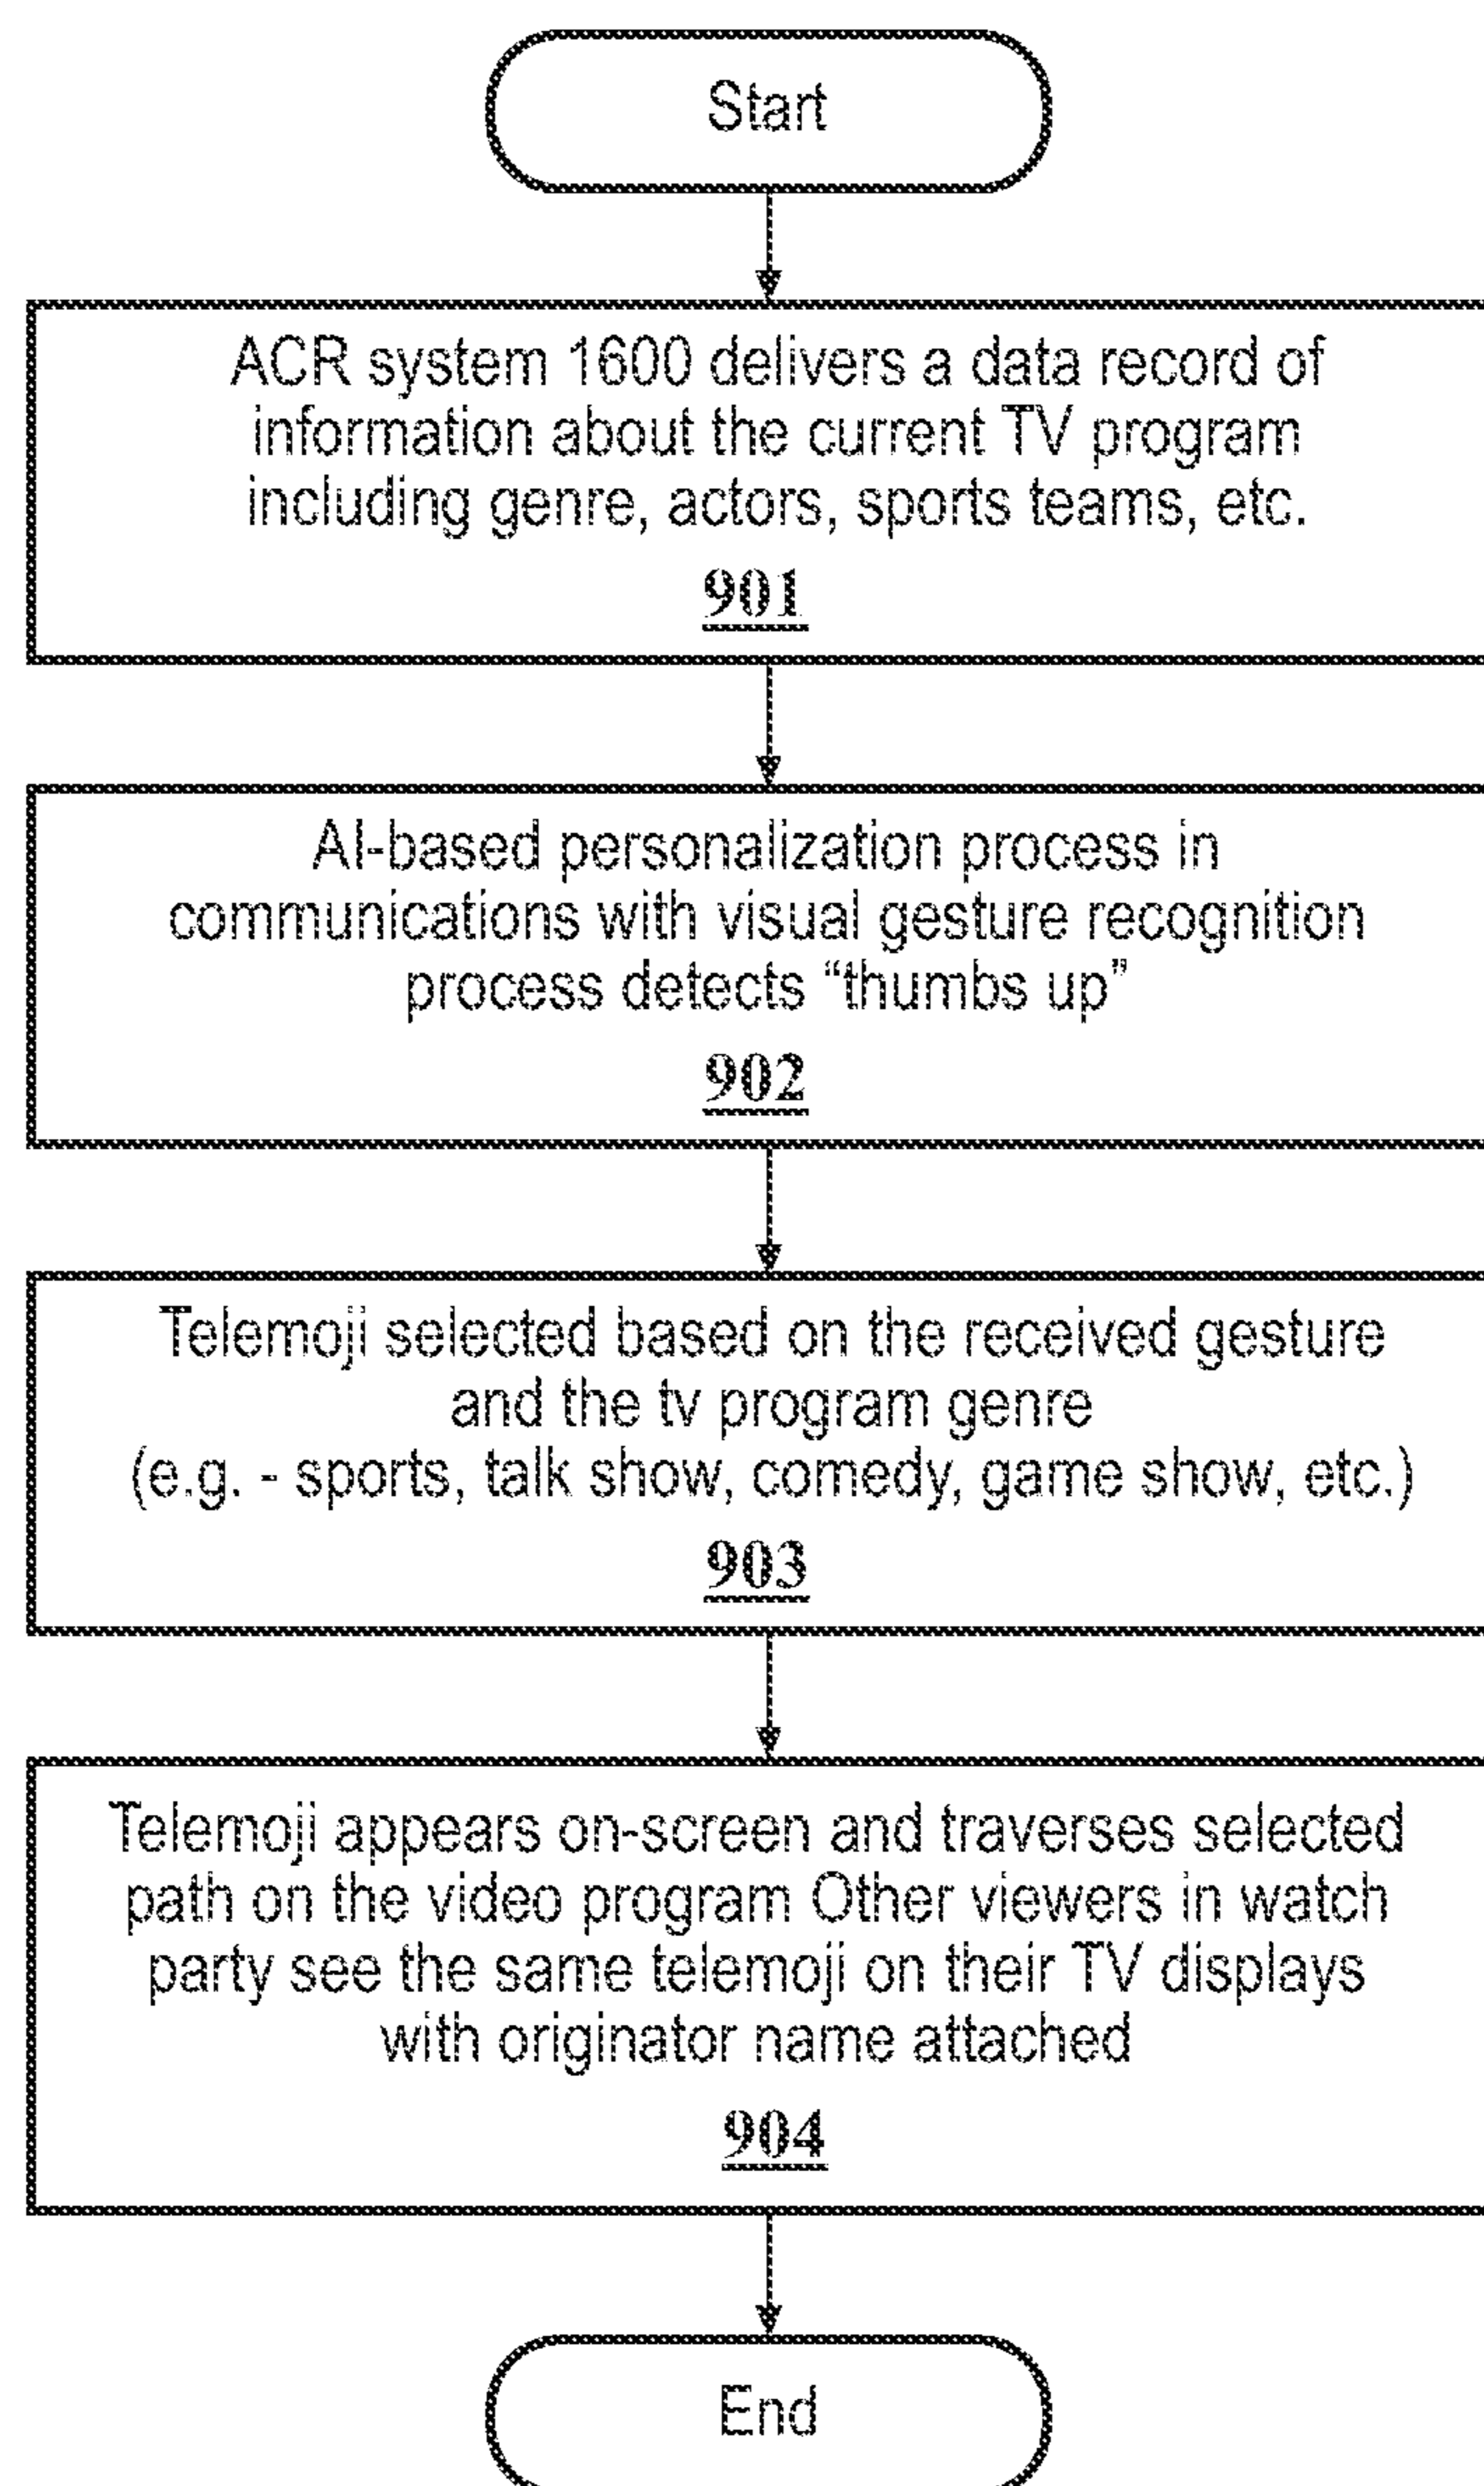 Start
ACR system 1600 delivers a data record of
information about the current TV program
including genre, actors, sports teams, etc.
901
AI-based personalization process in
communications with visual gesture recognition
process detects “thumbs up”
902
Telemoji selected based on the received gesture
and the tv program genre
(e.g. - sports, talk show, comedy, game show, etc.)
903
Telemoji appears on-screen and traverses selected
path on the video program Other viewers in watch
party see the same telemoji on their TV displays
with originator name attached
904
End